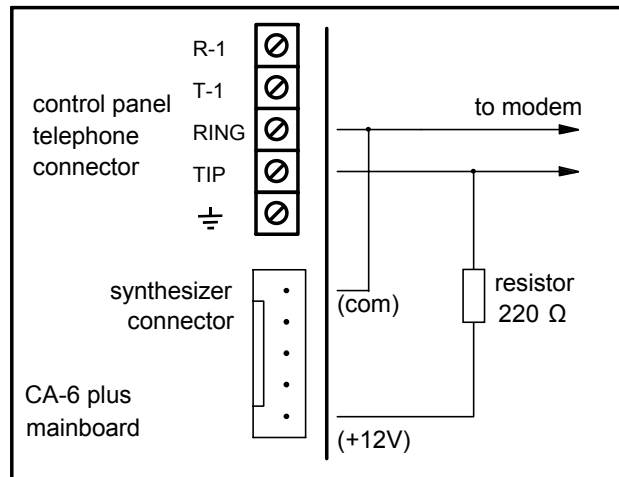 R-1
T-1
RING
TIP
control panel
telephone
connector
to modem
synthesizer
connector
(com)
resistor
220 Ω
CA-6 plus
mainboard
(+12V)